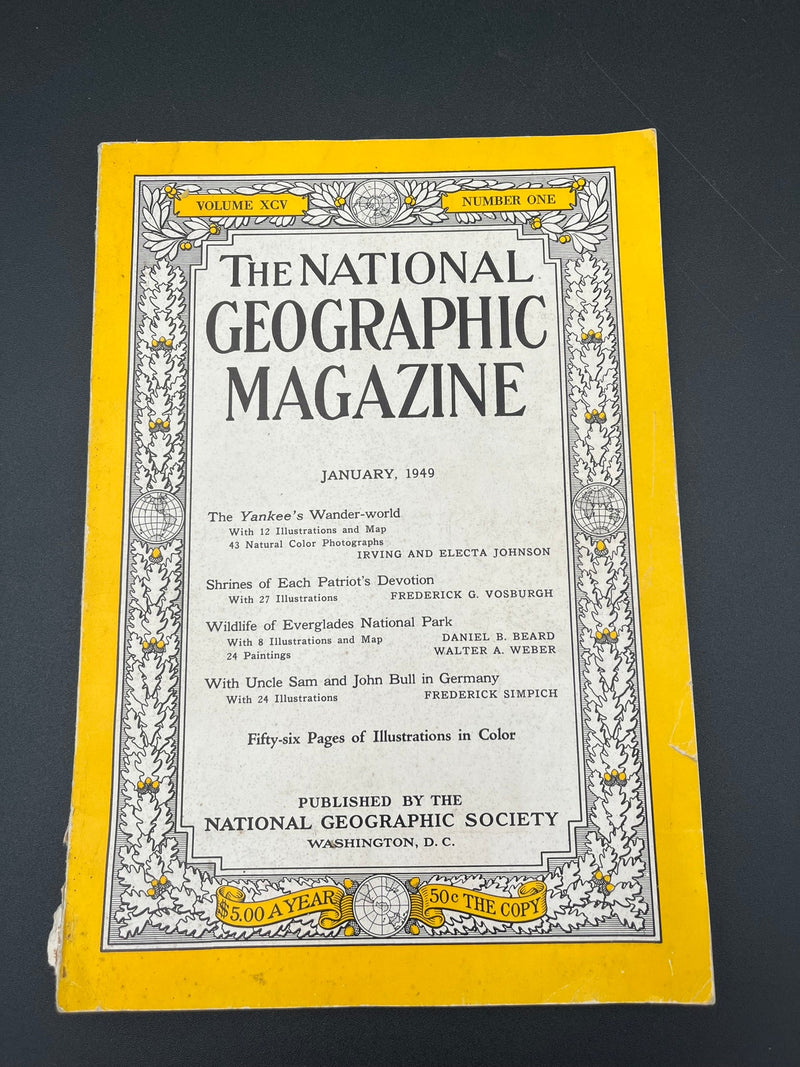 VOLUME XCV
NUMBER ONE
THE NATIONAL
GEOGRAPHIC
MAGAZINE
JANUARY, 1949
The Yankee's Wander-world
With 12 Illustrations and Map
43 Natural Color Photographs
IRVING AND ELECTA JOHNSON
Shrines of Each Patriot's Devotion
With 27 Illustrations FREDERICK G. VOSBURGH
Wildlife of Everglades National Park
With 8 Illustrations and Map DANIEL B. BEARD
24 Paintings WALTER A. WEBER
With Uncle Sam and John Bull in Germany
With 24 Illustrations FREDERICK SIMPICH
Fifty-six Pages of Illustrations in Color
PUBLISHED BY THE
NATIONAL GEOGRAPHIC SOCIETY
WASHINGTON, D. C.
$5.00 A YEAR
50c THE COPY